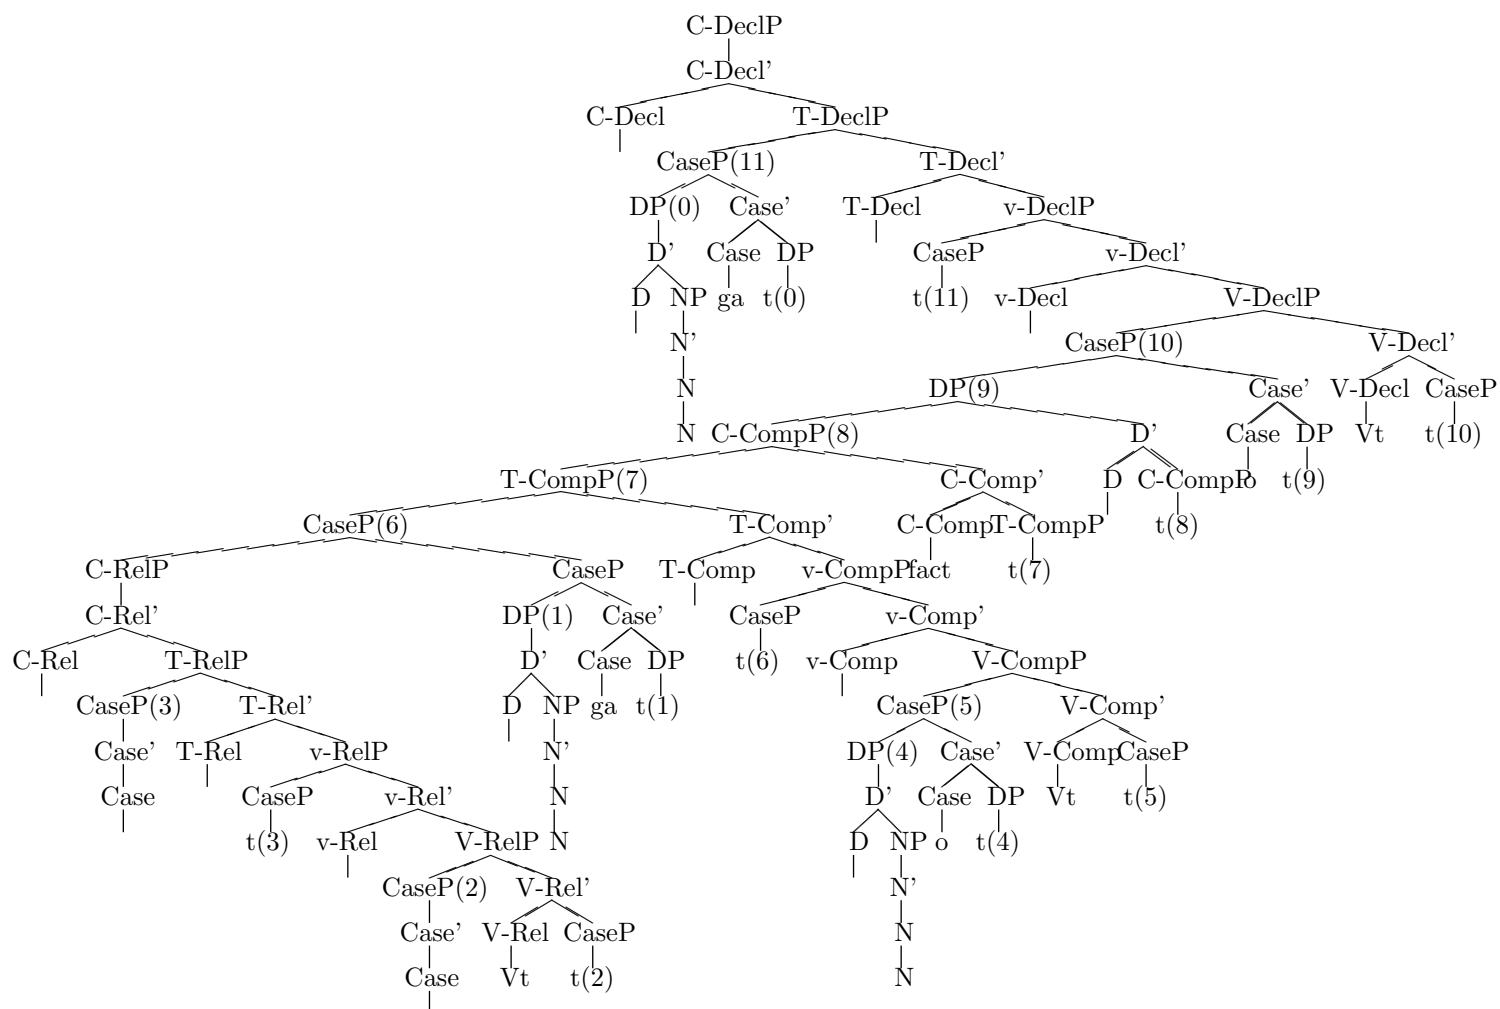 C-DeclP
C-Decl’
C-Decl T-DeclP
CaseP(11) T-Decl’
DP(0) Case’ T-Decl v-DeclP
D’ Case DP CaseP v-Decl’
D NP ga t(0) t(11) v-Decl V-DeclP
N’ CaseP(10) V-Decl’
N DP(9) Case’ V-Decl CaseP
N C-CompP(8) D’ Case DP Vt t(10)
T-CompP(7) C-Comp’ D C-CompP o t(9)
CaseP(6) T-Comp’ C-Comp T-CompP t(8)
C-RelP CaseP T-Comp v-CompP fact t(7)
C-Rel’ DP(1) Case’ CaseP v-Comp’
C-Rel T-RelP D’ Case DP t(6) v-Comp V-CompP
CaseP(3) T-Rel’ D NP ga t(1) CaseP(5) V-Comp’
Case’ T-Rel v-RelP N’ DP(4) Case’ V-Comp CaseP
Case CaseP v-Rel’ N D’ Case DP Vt t(5)
t(3) v-Rel V-RelP N D NP o t(4)
CaseP(2) V-Rel’ N’
Case’ V-Rel CaseP N
Case Vt t(2) N